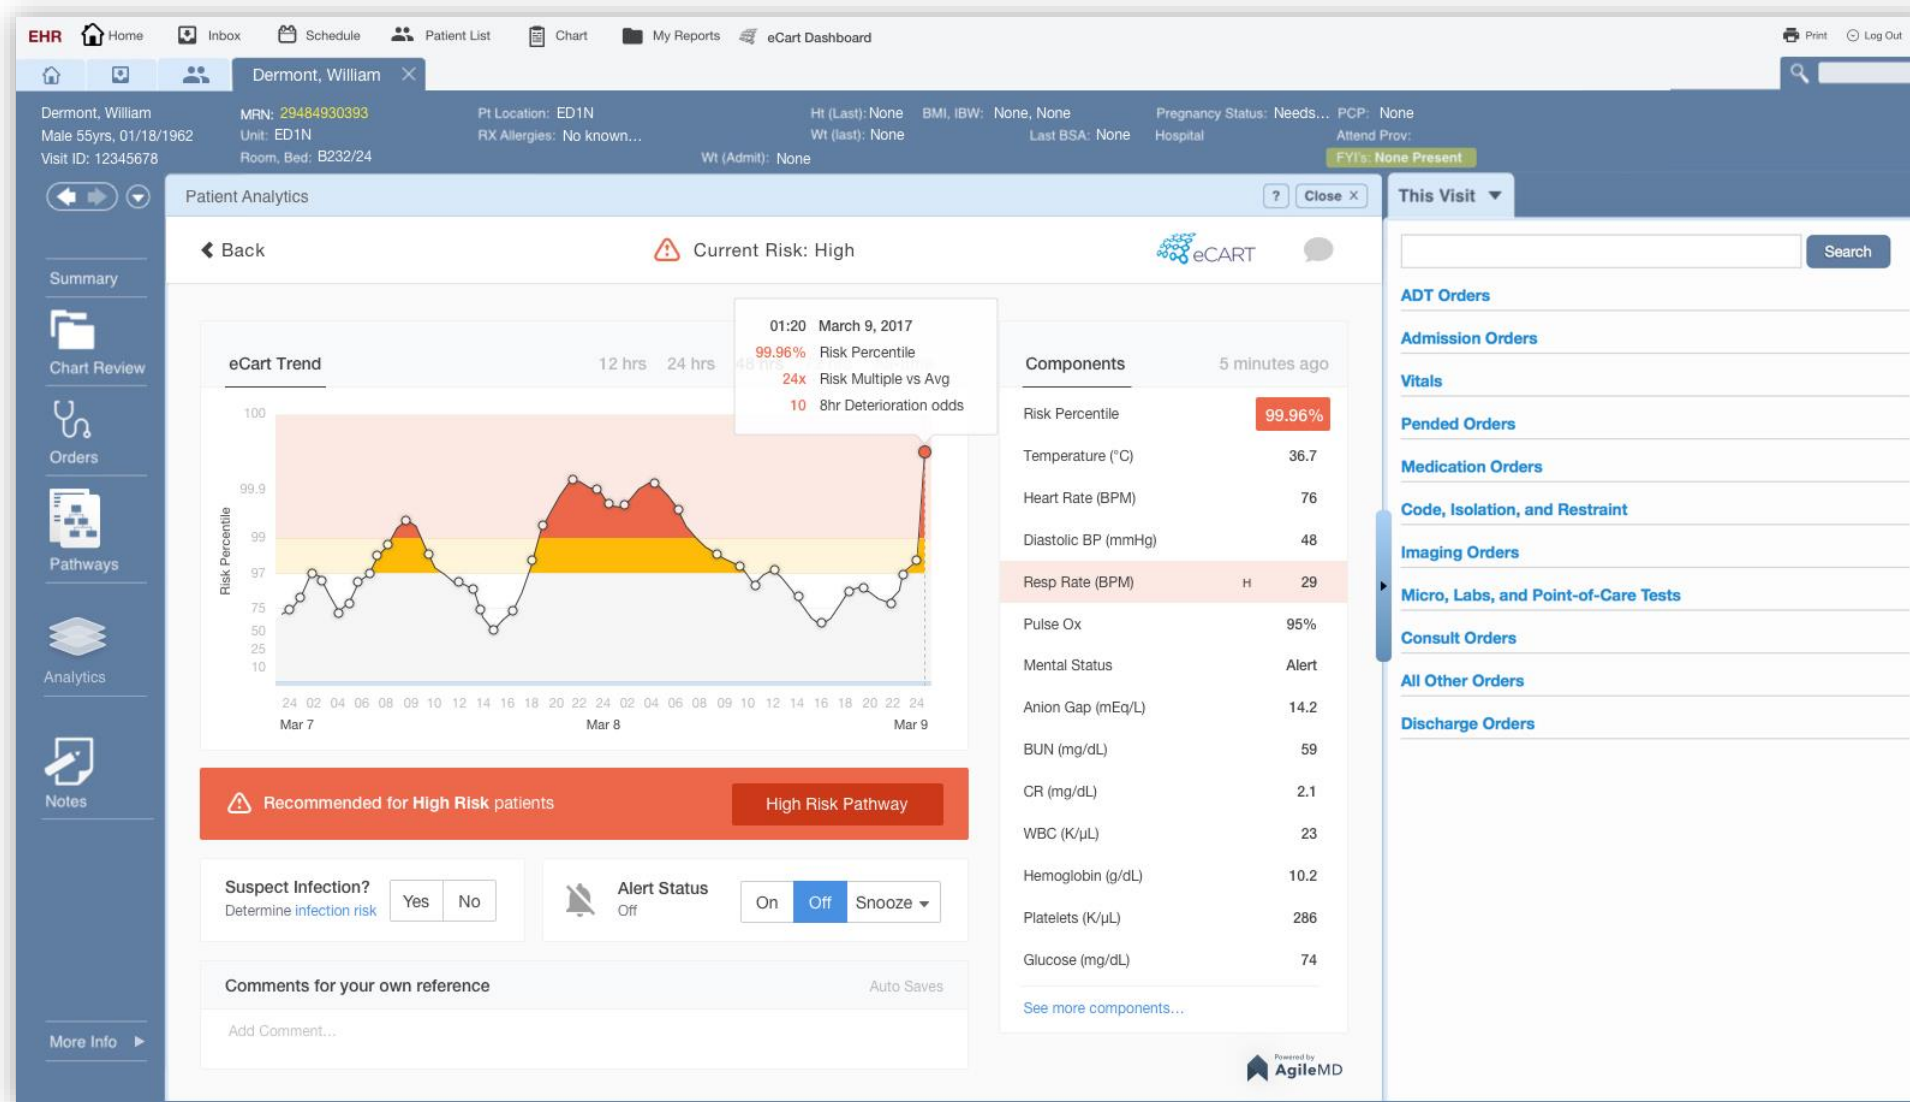 EHR Home Inbox Schedule Patient List Chart My Reports eCart Dashboard Print Log Out
Dermont, William
Dermont, William MRN: 29484930393 Pt Location: ED1N Ht (Last): None BMI, IBW: None, None Pregnancy Status: Needs... PCP: None
Male 55yrs, 01/18/1962 Unit: ED1N RX Allergies: No known... Wt (last): None Last BSA: None Hospital Attend Prov:
Visit ID: 12345678 Room, Bed: B232/24 Wt (Admit): None FYI's: None Present
Patient Analytics ? Close X
Back Current Risk: High eCART
Summary
Chart Review
Orders
Pathways
Analytics
Notes
More Info
eCart Trend 12 hrs 24 hrs
01:20 March 9, 2017
99.96% Risk Percentile
24x Risk Multiple vs Avg
10 8hr Deterioration odds
Risk Percentile
100
99.9
99
97
75
50
25
10
24 02 04 06 08 09 10 12 14 16 18 20 22 24 02 04 06 08 09 10 12 14 16 18 20 22 24
Mar 7 Mar 8 Mar 9
Recommended for High Risk patients High Risk Pathway
Suspect Infection? Yes No
Determine infection risk
Alert Status On Off Snooze
Off
Comments for your own reference Auto Saves
Add Comment...
Components 5 minutes ago
Risk Percentile 99.96%
Temperature (°C) 36.7
Heart Rate (BPM) 76
Diastolic BP (mmHg) 48
Resp Rate (BPM) H 29
Pulse Ox 95%
Mental Status Alert
Anion Gap (mEq/L) 14.2
BUN (mg/dL) 59
CR (mg/dL) 2.1
WBC (K/µL) 23
Hemoglobin (g/dL) 10.2
Platelets (K/µL) 286
Glucose (mg/dL) 74
See more components...
Powered by
AgileMD
This Visit
Search
ADT Orders
Admission Orders
Vitals
Pended Orders
Medication Orders
Code, Isolation, and Restraint
Imaging Orders
Micro, Labs, and Point-of-Care Tests
Consult Orders
All Other Orders
Discharge Orders